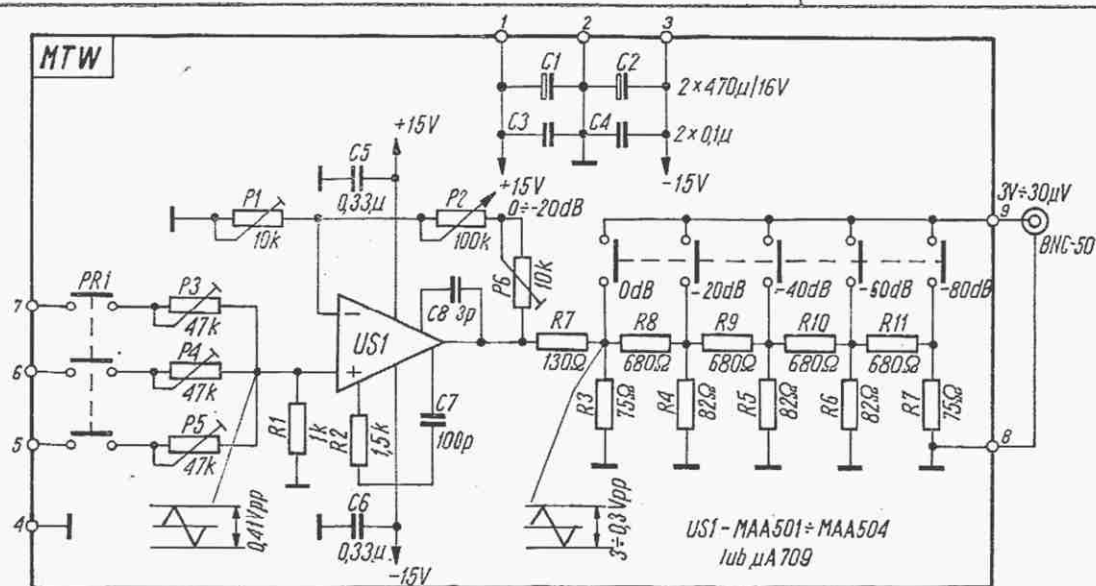 1 2 3
MTW
C1 C2
2×470µ/16V
C3 C4
2×0,1µ
+15V
-15V
+15V
C5
0,33µ
P1
10k
P2
100k
0÷-20dB
P6
10k
3V÷30µV
9
BNC-50
0dB -20dB -40dB -60dB -80dB
PR1
7
P3
47k
6
P4
47k
5
P5
47k
4
US1
C8 3p
R7
130Ω
R8
680Ω
R9
680Ω
R10
680Ω
R11
680Ω
R1
1k
R2
1,5k
C7
100p
R3
75Ω
R4
82Ω
R5
82Ω
R6
82Ω
R7
75Ω
8
C6
0,33µ
-15V
0,41Vpp
3÷0,3Vpp
US1 - MAA501÷MAA504
lub µA709